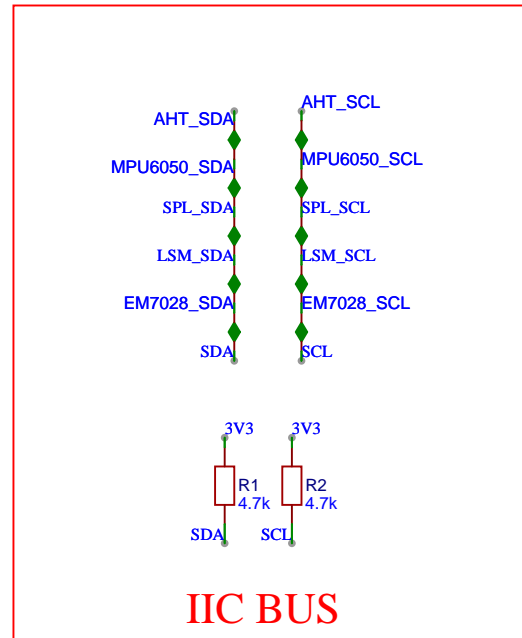 AHT_SDA AHT_SCL
MPU6050_SDA MPU6050_SCL
SPL_SDA SPL_SCL
LSM_SDA LSM_SCL
EM7028_SDA EM7028_SCL
SDA SCL
3V3 3V3
R1 R2
4.7k 4.7k
SDA SCL
IIC BUS